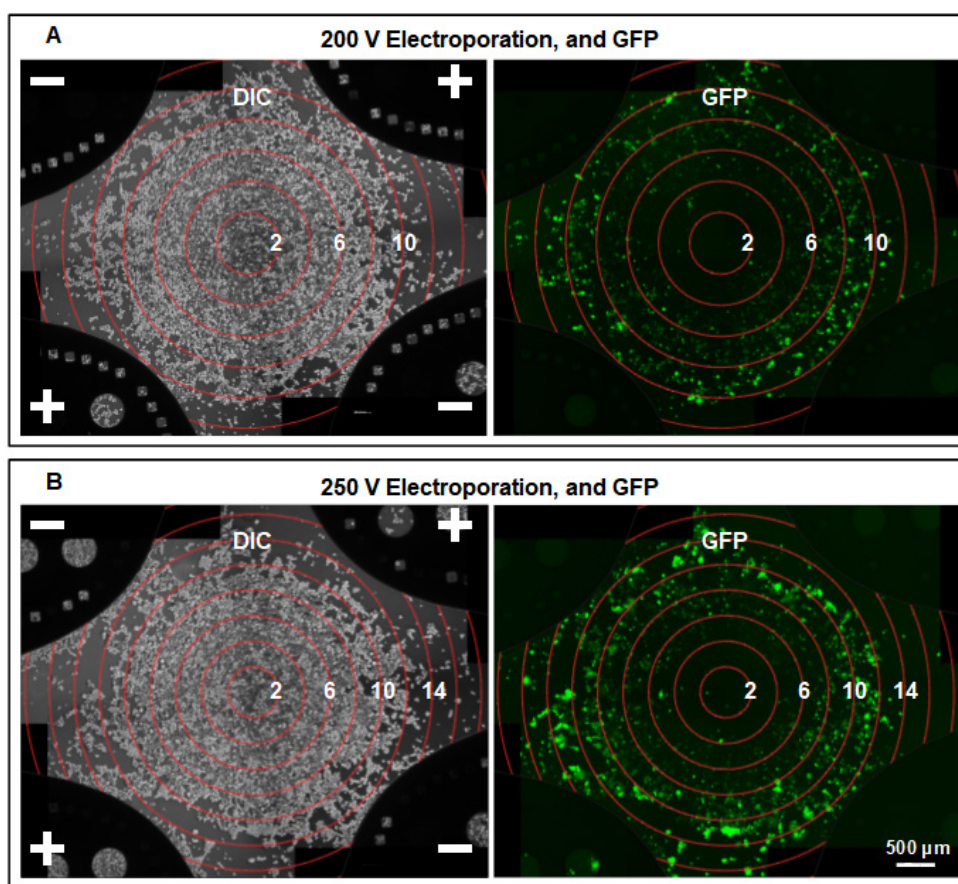 A
200 V Electroporation, and GFP
− +
DIC
2 6 10
+ −
GFP
2 6 10
B
250 V Electroporation, and GFP
− +
DIC
2 6 10 14
+ −
GFP
2 6 10 14
500 µm